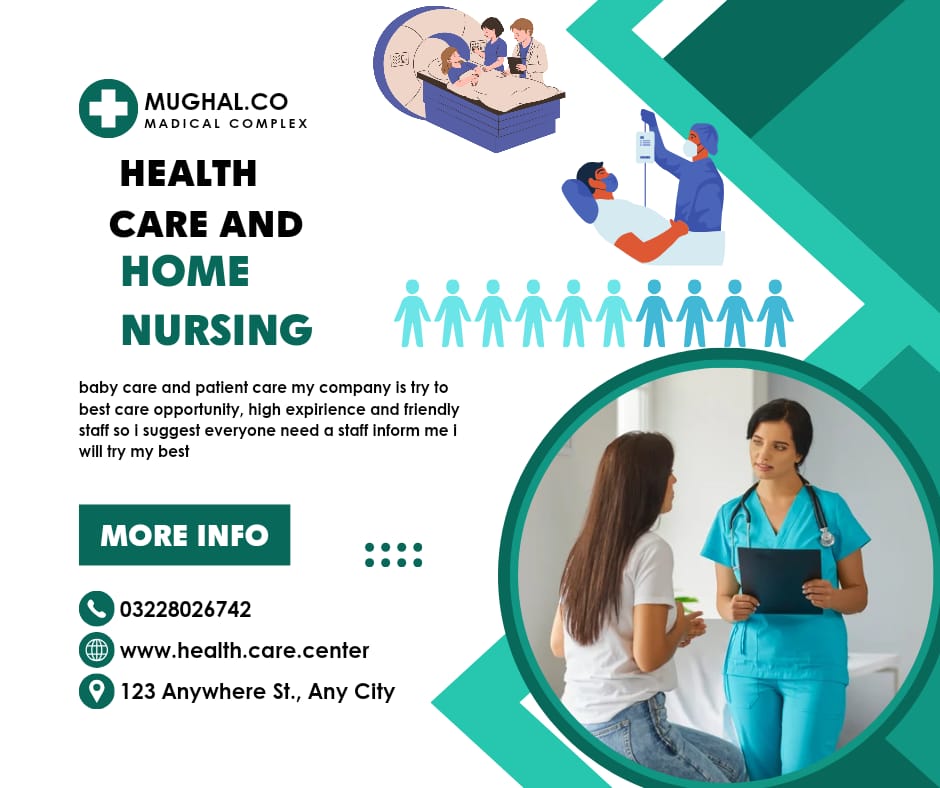 MUGHAL.CO
MADICAL COMPLEX
HEALTH
CARE AND
HOME
NURSING
baby care and patient care my company is try to
best care opportunity, high expirience and friendly
staff so i suggest everyone need a staff inform me i
will try my best
MORE INFO
03228026742
www.health.care.center
123 Anywhere St., Any City